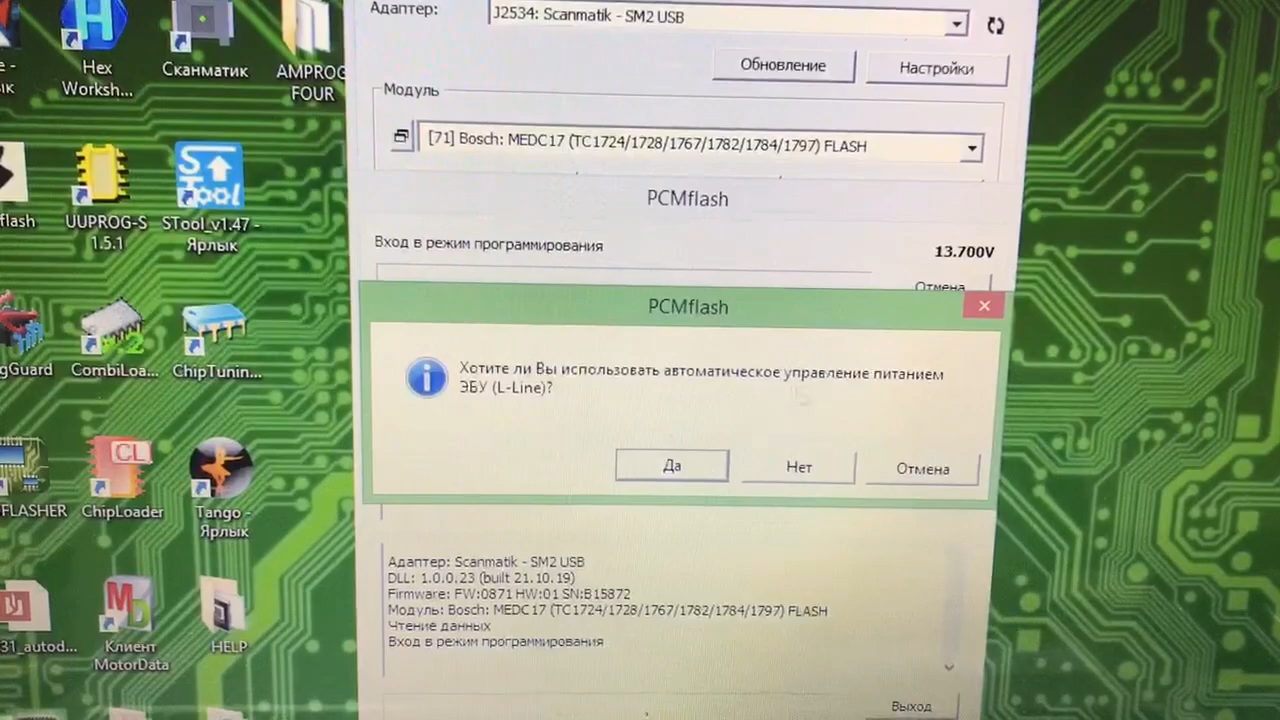 Адаптер:
J2534: Scanmatik - SM2 USB
Обновление
Настройки
Модуль
[71] Bosch: MEDC17 (TC1724/1728/1767/1782/1784/1797) FLASH
PCMflash
Вход в режим программирования
13.700V
Отмена
PCMflash
Хотите ли Вы использовать автоматическое управление питанием
ЭБУ (L-Line)?
Да
Нет
Отмена
Адаптер: Scanmatik - SM2 USB
DLL: 1.0.0.23 (built 21.10.19)
Firmware: FW:0871 HW:01 SN:B15872
Модуль: Bosch: MEDC17 (TC1724/1728/1767/1782/1784/1797) FLASH
Чтение данных
Вход в режим программирования
Выход
Hex
Worksh...
Сканматик
AMPROG
FOUR
flash
UUPROG-S
1.5.1
S
Tool
STool_v1.47 -
Ярлык
gGuard
CombiLoa...
ChipTunin...
FLASHER
CL
ChipLoader
Tango -
Ярлык
31_autod...
MD
Клиент
MotorData
HELP